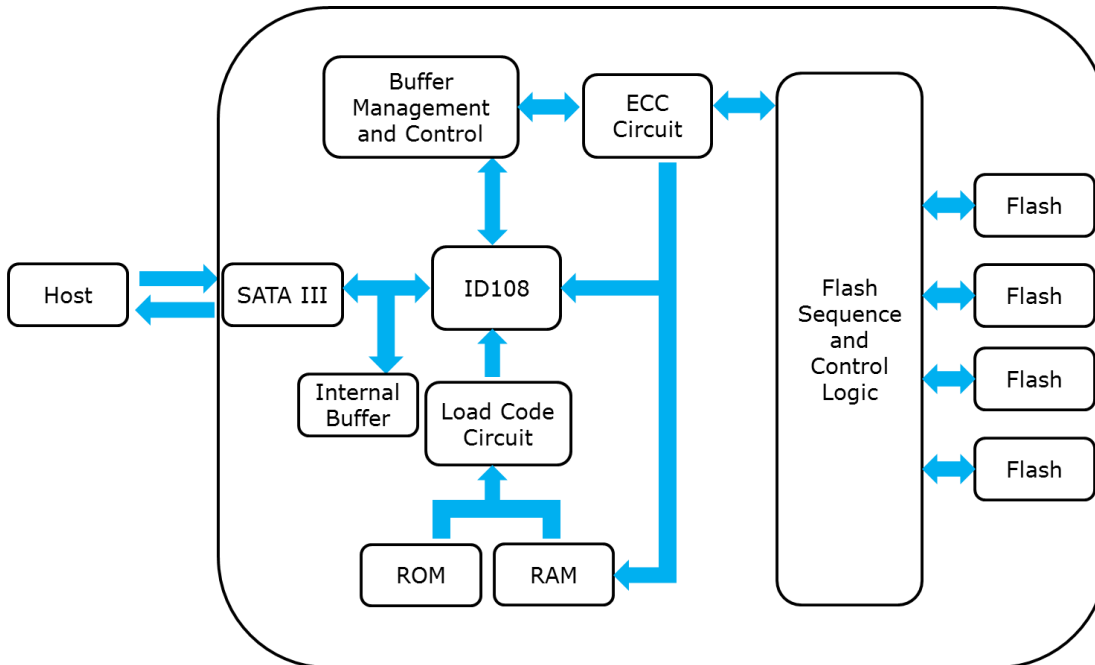 Buffer
Management
and Control
ECC
Circuit
Flash
Host
SATA III
ID108
Flash
Sequence
and
Control
Logic
Flash
Internal
Buffer
Load Code
Circuit
Flash
Flash
ROM
RAM